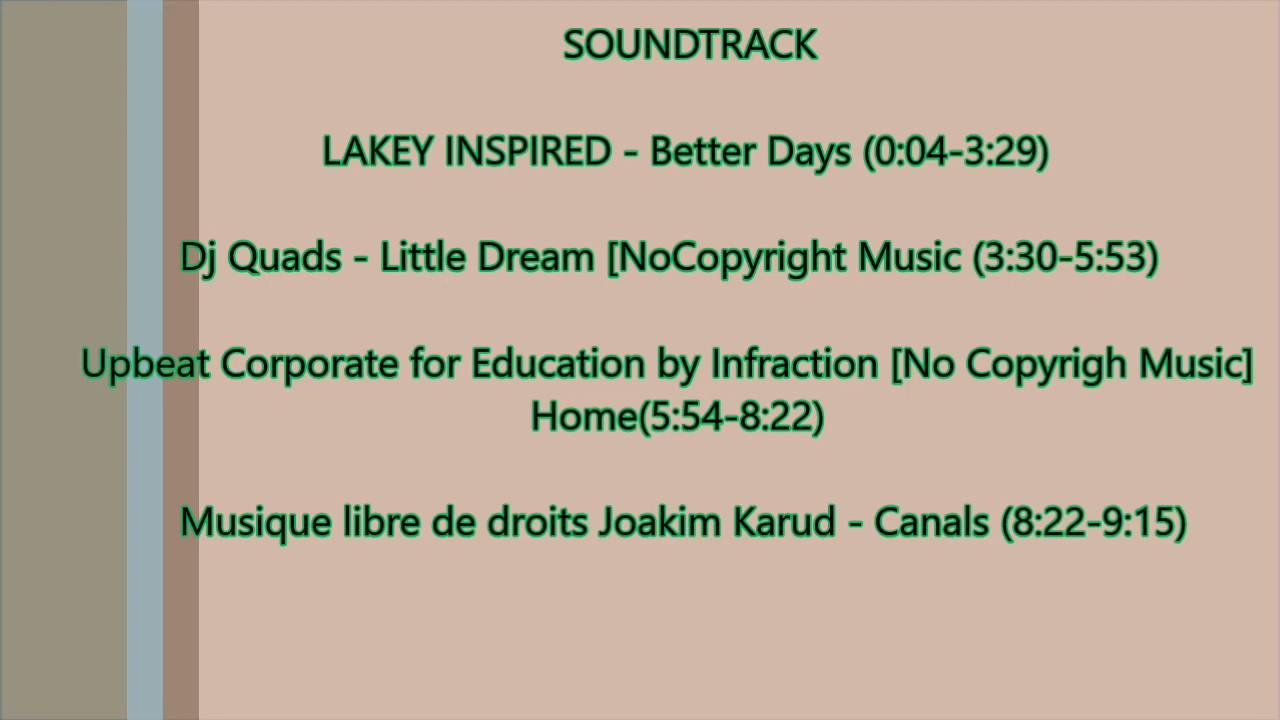 SOUNDTRACK
LAKEY INSPIRED - Better Days (0:04-3:29)
Dj Quads - Little Dream [NoCopyright Music (3:30-5:53)
Upbeat Corporate for Education by Infraction [No Copyrigh Music]
Home(5:54-8:22)
Musique libre de droits Joakim Karud - Canals (8:22-9:15)